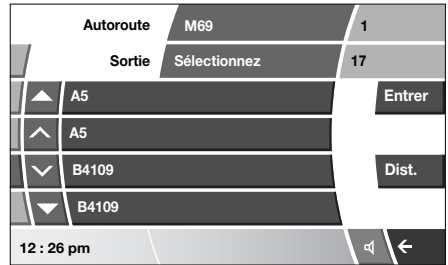 Autoroute M69 1
Sortie Sélectionnez 17
A5 Entrer
A5
B4109 Dist.
B4109
12 : 26 pm